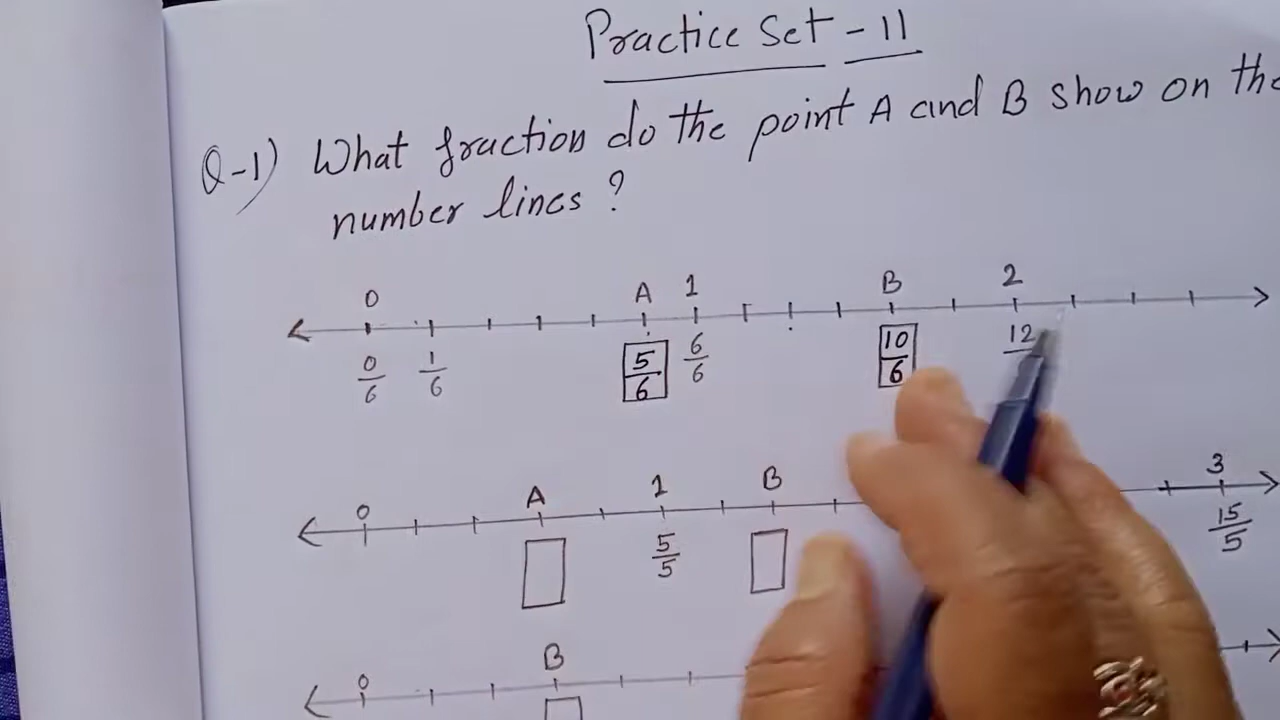 Practice Set - 11
Q-1) What fraction do the point A and B show on the
number lines ?
0 A 1 B 2
0/6 1/6 5/6 6/6 10/6 12
0 A 1 B 3
5/5 15/5
0 B